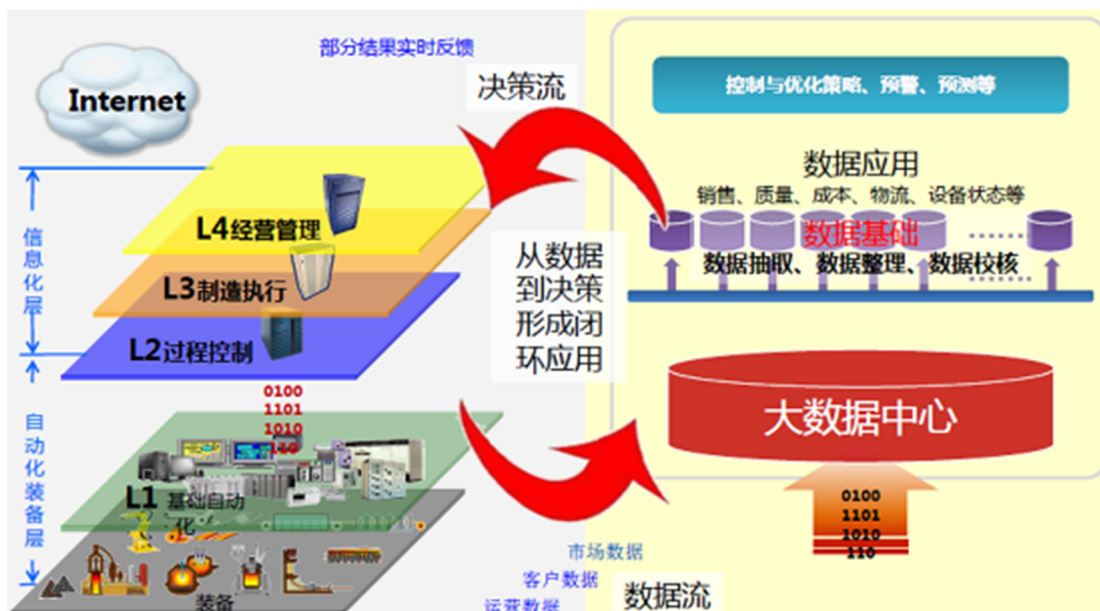 部分结果实时反馈
Internet
决策流
控制与优化策略、预警、预测等
数据应用
销售、质量、成本、物流、设备状态等
数据基础
数据抽取、数据整理、数据校核
信息化层
L4经营管理
L3制造执行
L2过程控制
从数据
到决策
形成闭
环应用
大数据中心
0100
1101
1010
110
自动化装备层
L1 基础自动
化
装备
0100
1101
1010
110
市场数据
客户数据
运营数据
数据流